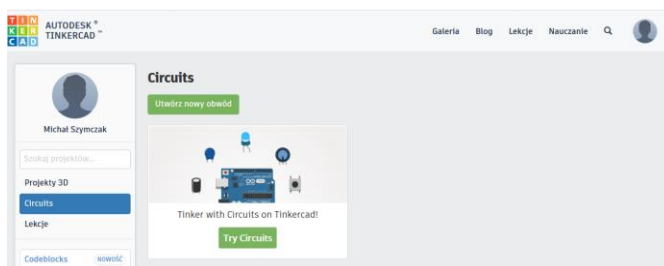 TIN
KER
CAD
AUTODESK®
TINKERCAD™
Galeria Blog Lekcje Nauczanie
Michał Szymczak
Szukaj projektów...
Projekty 3D
Circuits
Lekcje
Codeblocks NOWOŚĆ
Circuits
Utwórz nowy obwód
Tinker with Circuits on Tinkercad!
Try Circuits